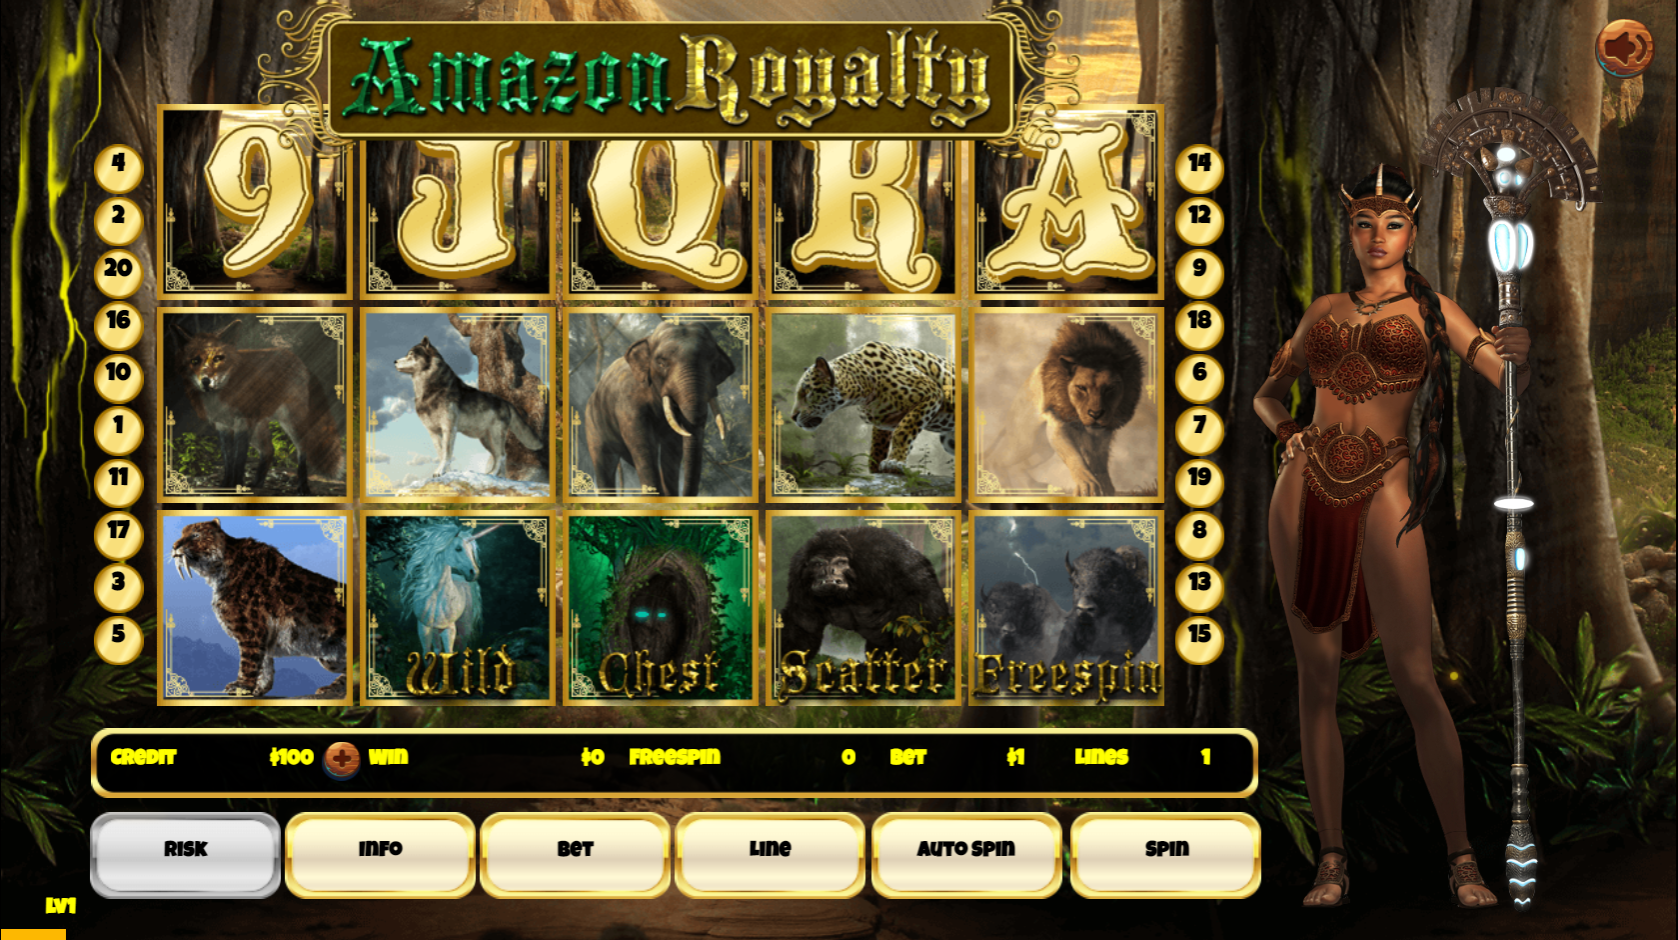 Amazon Royalty
9 J Q K A
4
2
20
16
10
1
11
17
3
5
14
12
9
18
6
7
19
8
13
15
Wild
Chest
Scatter
Freespin
Credit $100 + Win $0 Freespin 0 Bet $1 Lines 1
Risk
Info
Bet
Line
Auto Spin
Spin
LV1